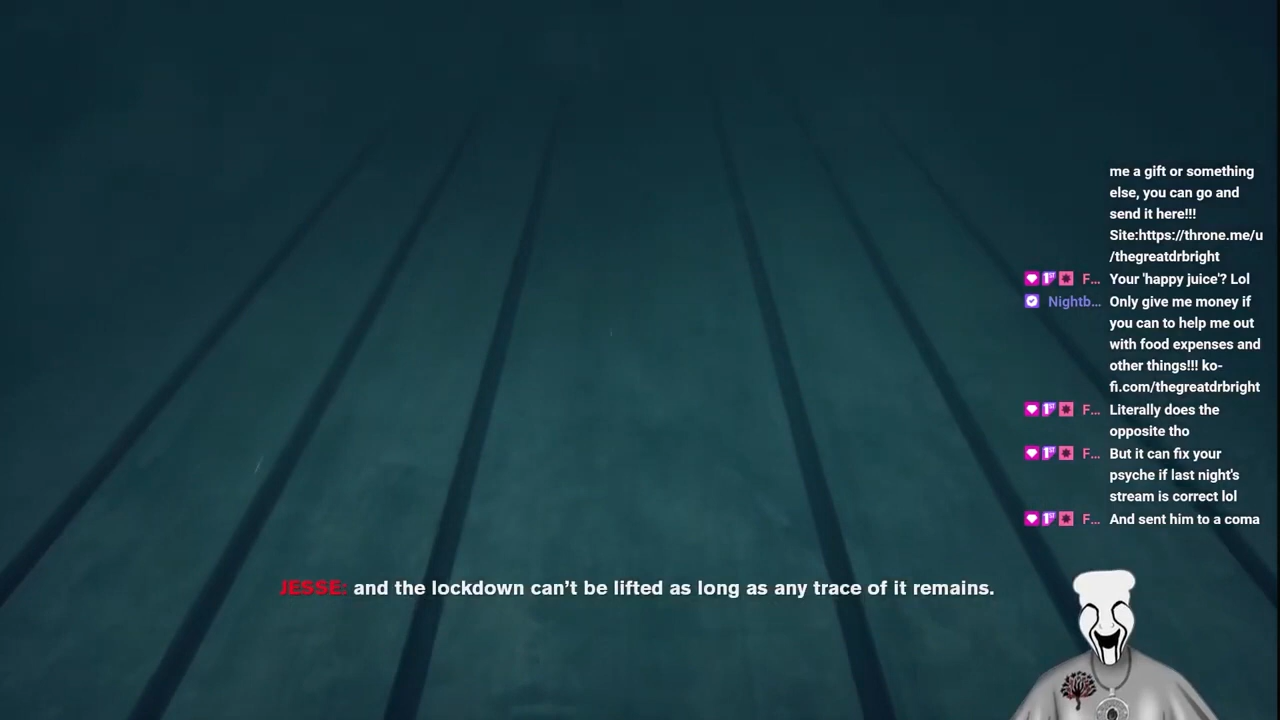 me a gift or something
else, you can go and
send it here!!!
Site:https://throne.me/u
/thegreatdrbright
F... Your 'happy juice'? Lol
Nightb... Only give me money if
you can to help me out
with food expenses and
other things!!! ko-
fi.com/thegreatdrbright
F... Literally does the
opposite tho
F... But it can fix your
psyche if last night's
stream is correct lol
F... And sent him to a coma
JESSE: and the lockdown can't be lifted as long as any trace of it remains.